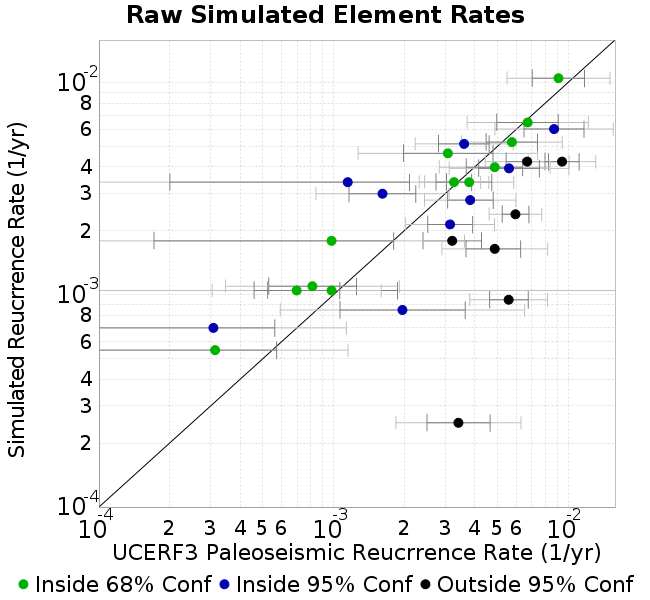 Raw Simulated Element Rates
Simulated Reucrrence Rate (1/yr)
10-2
8
6
4
3
2
10-3
8
6
4
3
2
10-4
10-4 2 3 4 5 6 10-3 2 3 4 5 6 10-2
UCERF3 Paleoseismic Reucrrence Rate (1/yr)
Inside 68% Conf Inside 95% Conf Outside 95% Conf